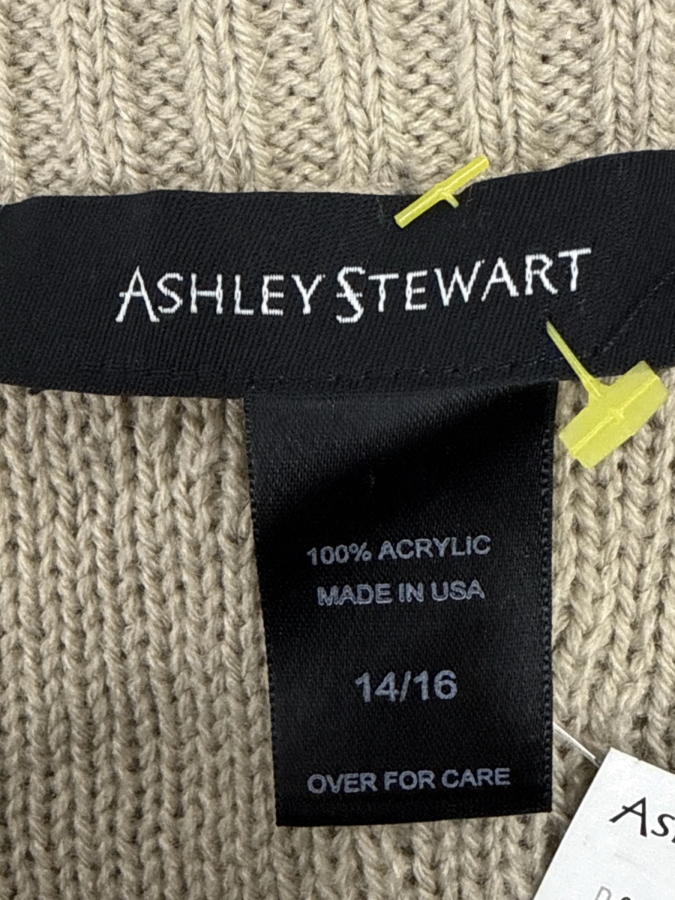 ASHLEY STEWART
100% ACRYLIC
MADE IN USA
14/16
OVER FOR CARE